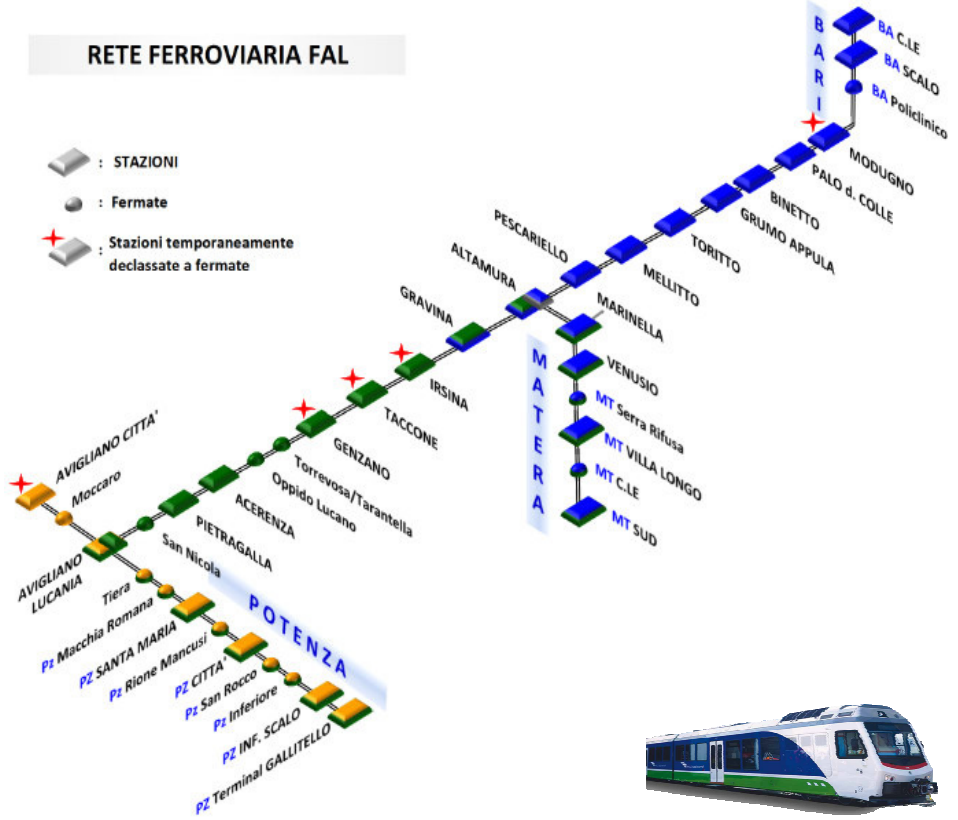 RETE FERROVIARIA FAL
: STAZIONI
: Fermate
: Stazioni temporaneamente
declassate a fermate
BARI
BA C.LE
BA SCALO
BA Policlinico
MODUGNO
PALO d. COLLE
BINETTO
GRUMO APPULA
TORITTO
MELLITTO
PESCARIELLO
ALTAMURA
MARINELLA
MATERA
VENUSIO
MT Serra Rifusa
MT VILLA LONGO
MT C.LE
MT SUD
GRAVINA
IRSINA
TACCONE
GENZANO
Torrevosa/Tarantella
Oppido Lucano
ACERENZA
PIETRAGALLA
San Nicola
AVIGLIANO CITTA'
Moccaro
AVIGLIANO
LUCANIA
POTENZA
Tiera
Pz Macchia Romana
PZ SANTA MARIA
Pz Rione Mancusi
PZ CITTA'
Pz San Rocco
Pz Inferiore
PZ INF. SCALO
PZ Terminal GALLITELLO